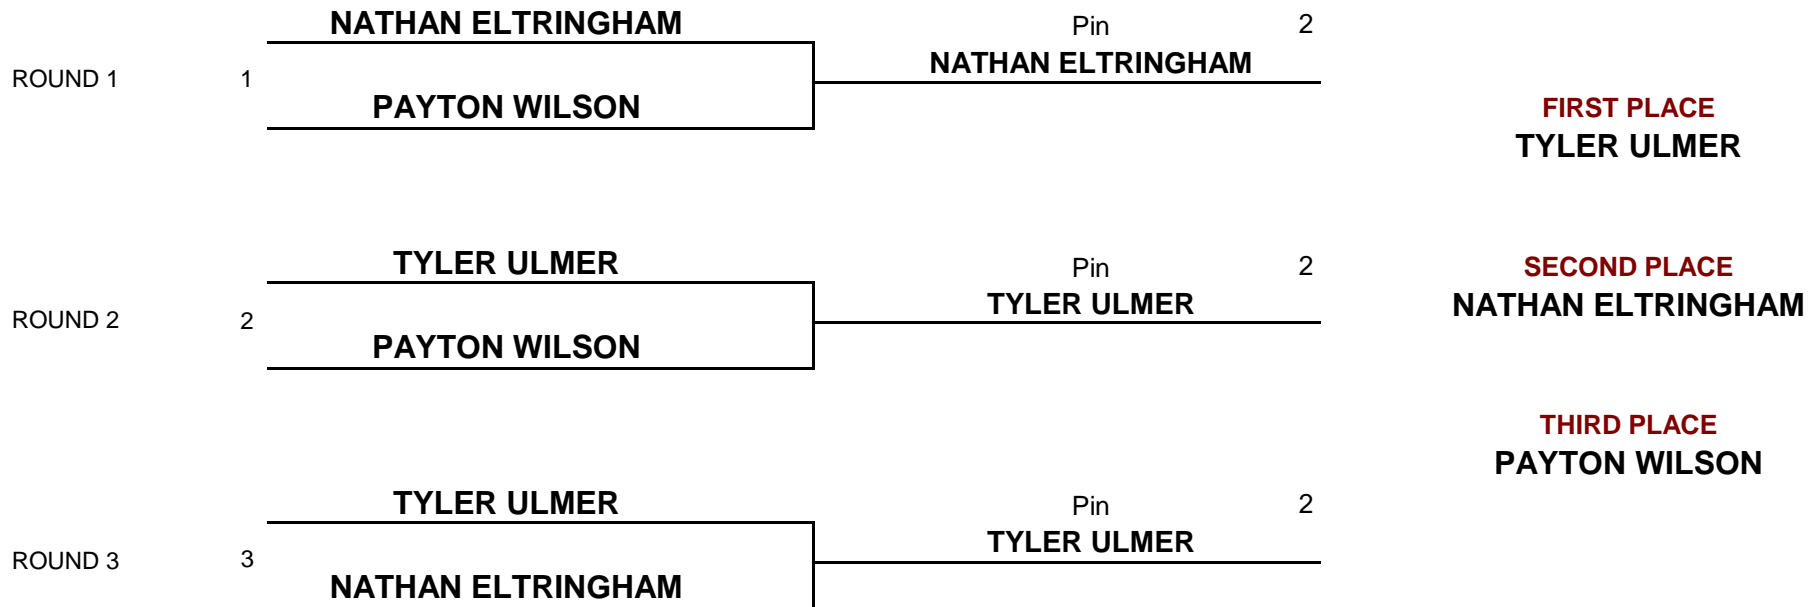 NATHAN ELTRINGHAM
Pin 2
ROUND 1 1
NATHAN ELTRINGHAM
PAYTON WILSON
FIRST PLACE
TYLER ULMER
TYLER ULMER
Pin 2
SECOND PLACE
ROUND 2 2
TYLER ULMER
NATHAN ELTRINGHAM
PAYTON WILSON
THIRD PLACE
PAYTON WILSON
TYLER ULMER
Pin 2
ROUND 3 3
TYLER ULMER
NATHAN ELTRINGHAM